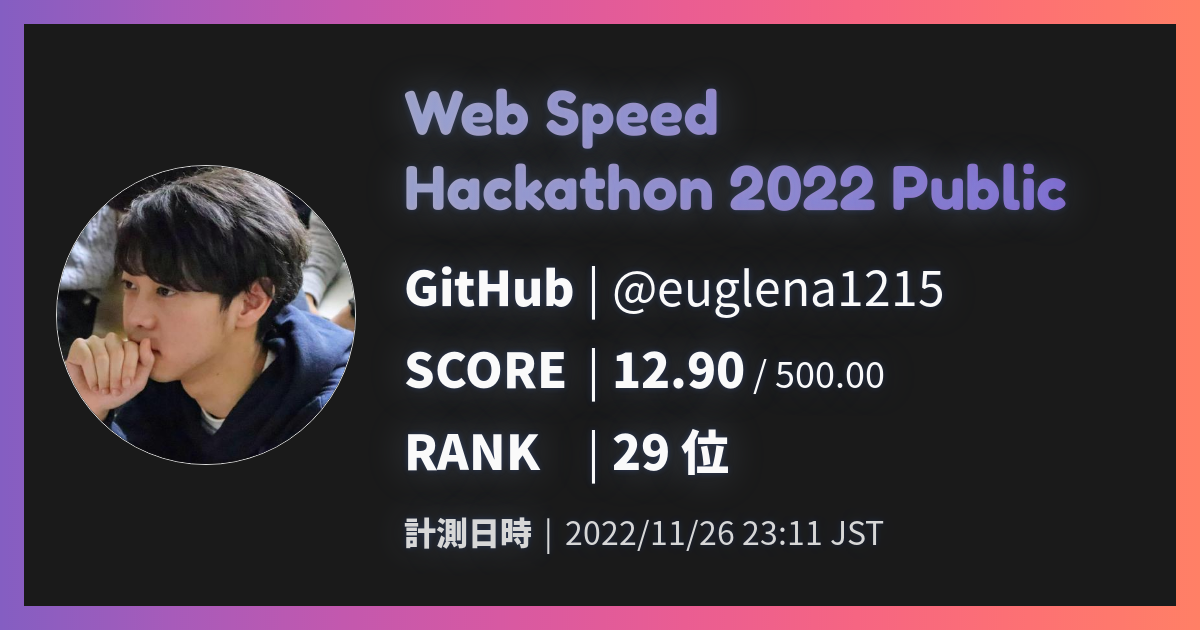 Web Speed
Hackathon 2022 Public
GitHub | @euglena1215
SCORE | 12.90 / 500.00
RANK | 29 位
計測日時 | 2022/11/26 23:11 JST